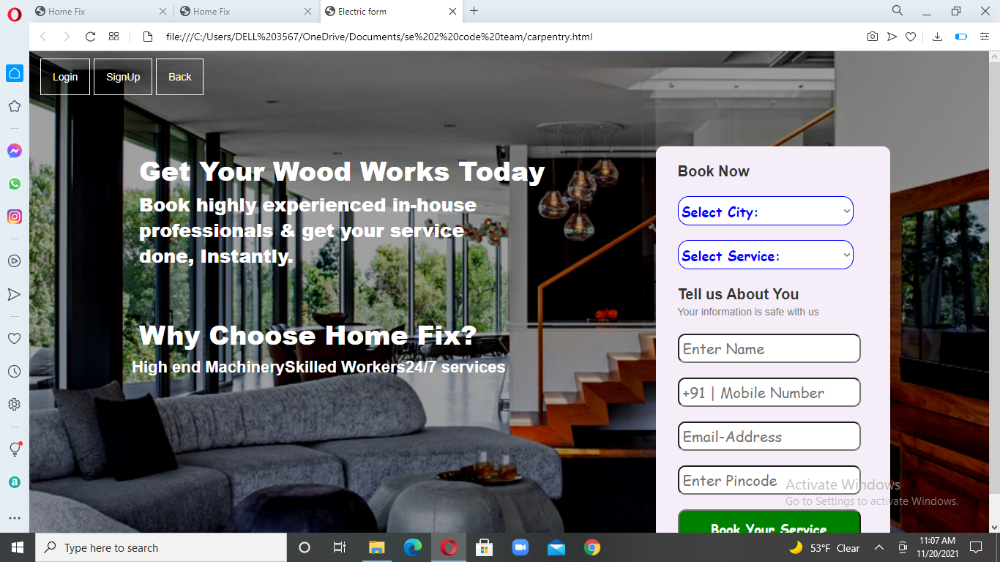 Home Fix
Home Fix
Electric form
file:///C:/Users/DELL%203567/OneDrive/Documents/se%202%20code%20team/carpentry.html
Login
SignUp
Back
Get Your Wood Works Today
Book highly experienced in-house
professionals & get your service
done, Instantly.
Why Choose Home Fix?
High end MachinerySkilled Workers24/7 services
Book Now
Select City:
Select Service:
Tell us About You
Your information is safe with us
Enter Name
+91 | Mobile Number
Email-Address
Enter Pincode
Book Your Service
Activate Windows
Go to Settings to activate Windows.
a
Type here to search
53°F Clear
11:07 AM
11/20/2021